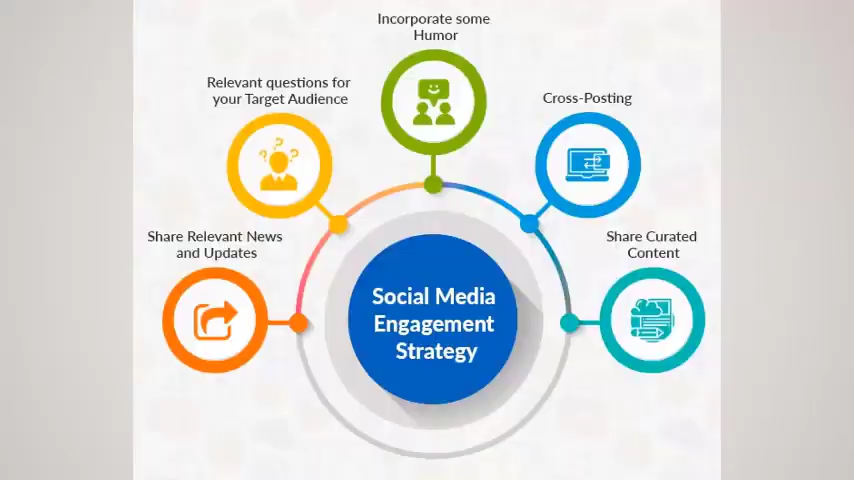 Incorporate some
Humor
Relevant questions for
your Target Audience
Cross-Posting
Share Relevant News
and Updates
Share Curated
Content
Social Media
Engagement
Strategy